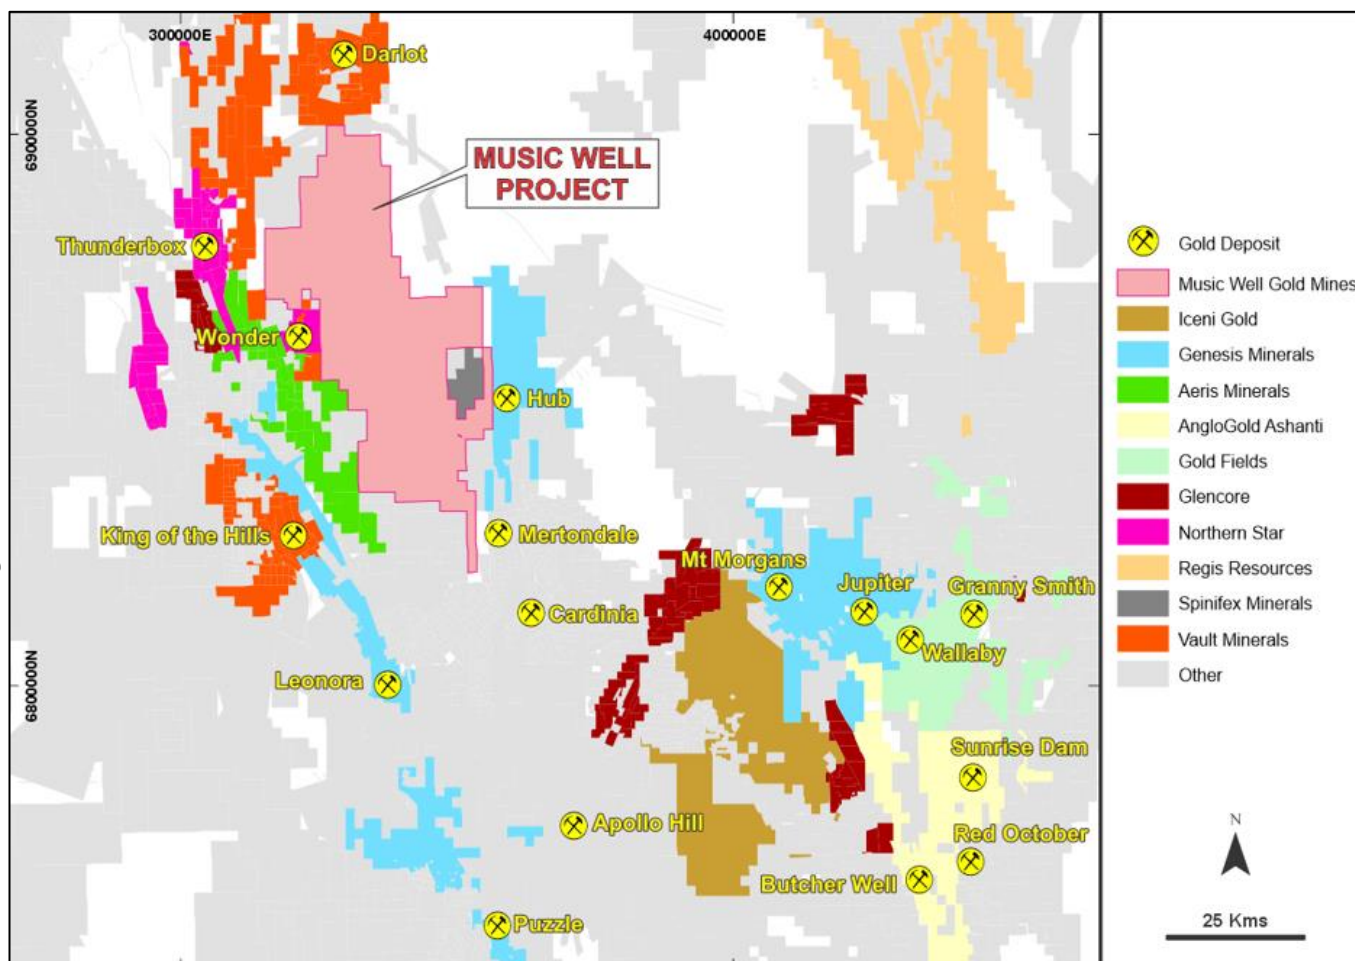 300000E
400000E
Darlot
6900000N
MUSIC WELL
PROJECT
Thunderbox
Wonder
Hub
King of the Hills
Mertondale
Mt Morgans
Jupiter
Granny Smith
Cardinia
Wallaby
Leonora
6800000N
Sunrise Dam
Apollo Hill
Red October
Butcher Well
Puzzle
Gold Deposit
Music Well Gold Mines
Iceni Gold
Genesis Minerals
Aeris Minerals
AngloGold Ashanti
Gold Fields
Glencore
Northern Star
Regis Resources
Spinifex Minerals
Vault Minerals
Other
N
25 Kms